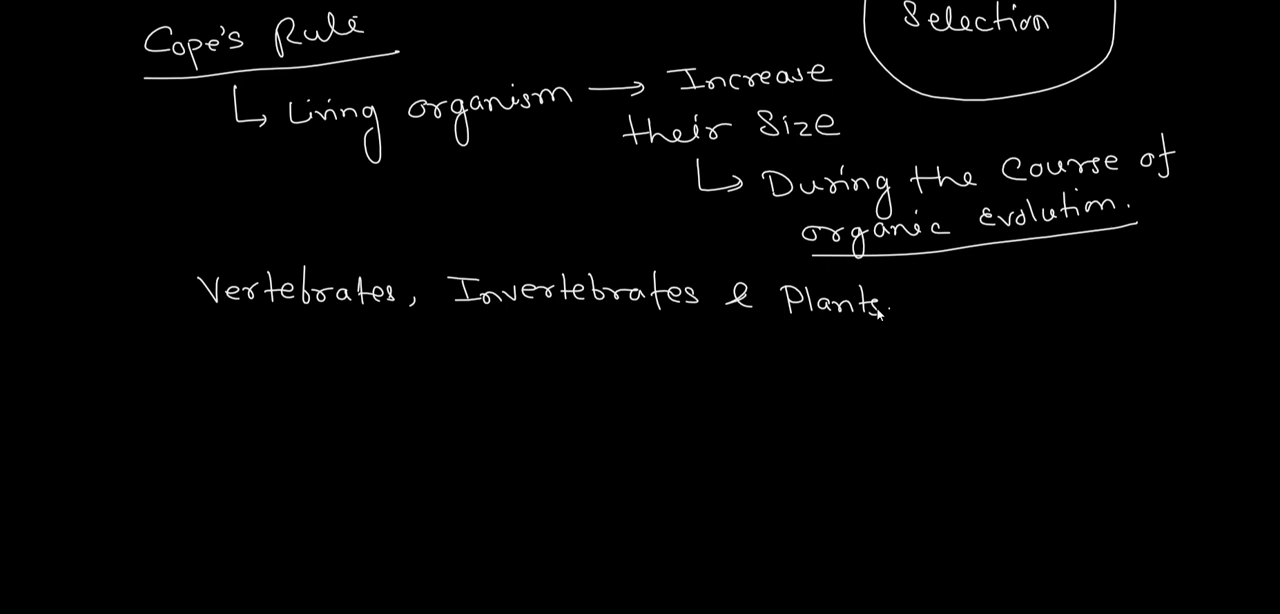 Selection
Cope's Rule
↳ Living organism → Increase
their Size
↳ During the Course of
organic Evolution.
Vertebrates, Invertebrates & Plants.